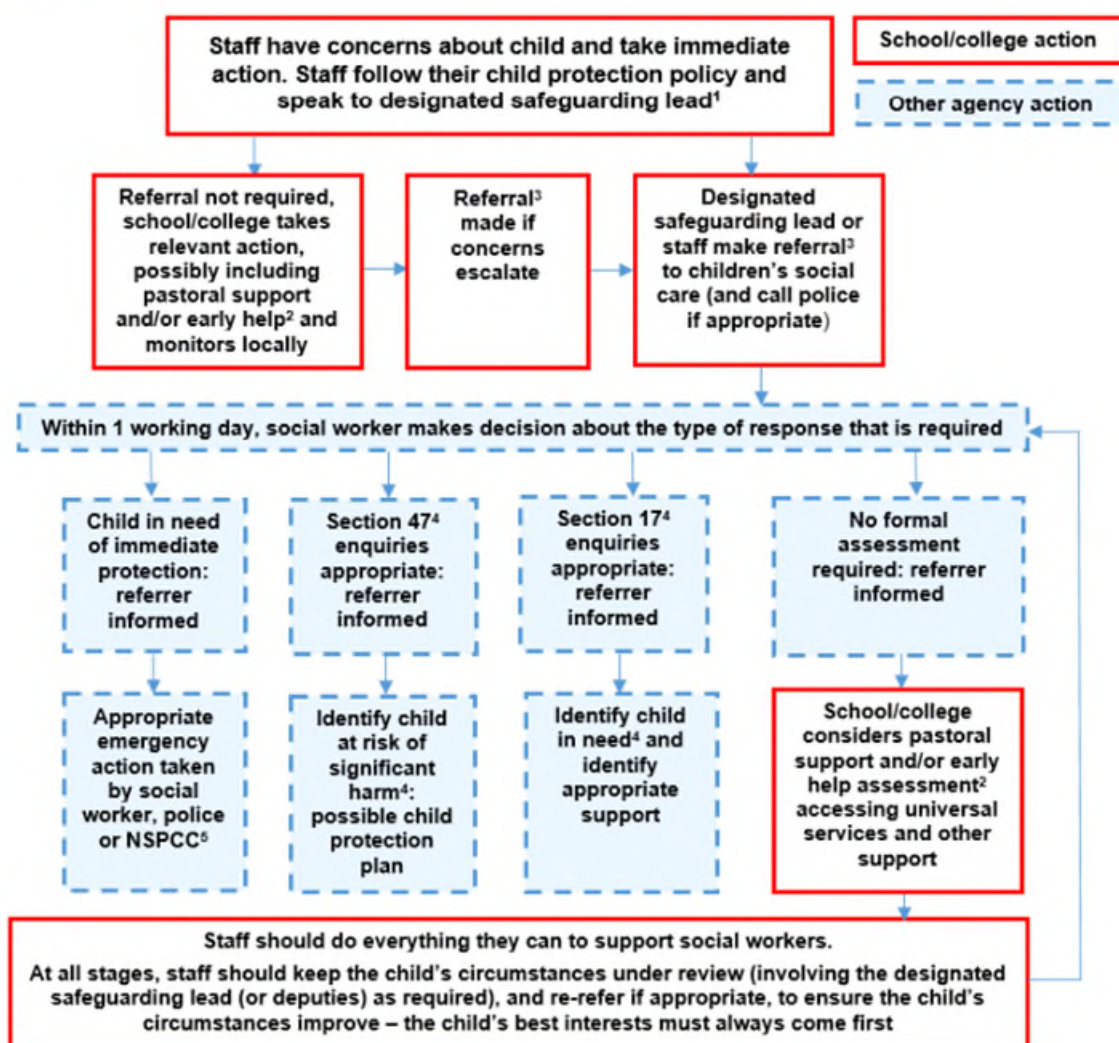 Staff have concerns about child and take immediate
action. Staff follow their child protection policy and
speak to designated safeguarding lead¹
School/college action
Other agency action
Referral not required,
school/college takes
relevant action,
possibly including
pastoral support
and/or early help² and
monitors locally
Referral³
made if
concerns
escalate
Designated
safeguarding lead or
staff make referral³
to children's social
care (and call police
if appropriate)
Within 1 working day, social worker makes decision about the type of response that is required
Child in need
of immediate
protection:
referrer
informed
Section 47⁴
enquiries
appropriate:
referrer
informed
Section 17⁴
enquiries
appropriate:
referrer
informed
No formal
assessment
required: referrer
informed
Appropriate
emergency
action taken
by social
worker, police
or NSPCC⁵
Identify child
at risk of
significant
harm⁴:
possible child
protection
plan
Identify child
in need⁴ and
identify
appropriate
support
School/college
considers pastoral
support and/or early
help assessment²
accessing universal
services and other
support
Staff should do everything they can to support social workers.
At all stages, staff should keep the child's circumstances under review (involving the designated
safeguarding lead (or deputies) as required), and re-refer if appropriate, to ensure the child's
circumstances improve – the child's best interests must always come first